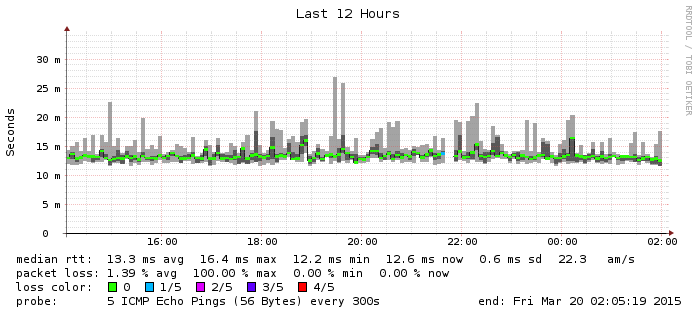 Last 12 Hours
RRDTOOL / TOBI OETIKER
Seconds
30 m
25 m
20 m
15 m
10 m
5 m
0
16:00 18:00 20:00 22:00 00:00 02:00
median rtt: 13.3 ms avg 16.4 ms max 12.2 ms min 12.6 ms now 0.6 ms sd 22.3 am/s
packet loss: 1.39 % avg 100.00 % max 0.00 % min 0.00 % now
loss color: 0 1/5 2/5 3/5 4/5
probe: 5 ICMP Echo Pings (56 Bytes) every 300s end: Fri Mar 20 02:05:19 2015